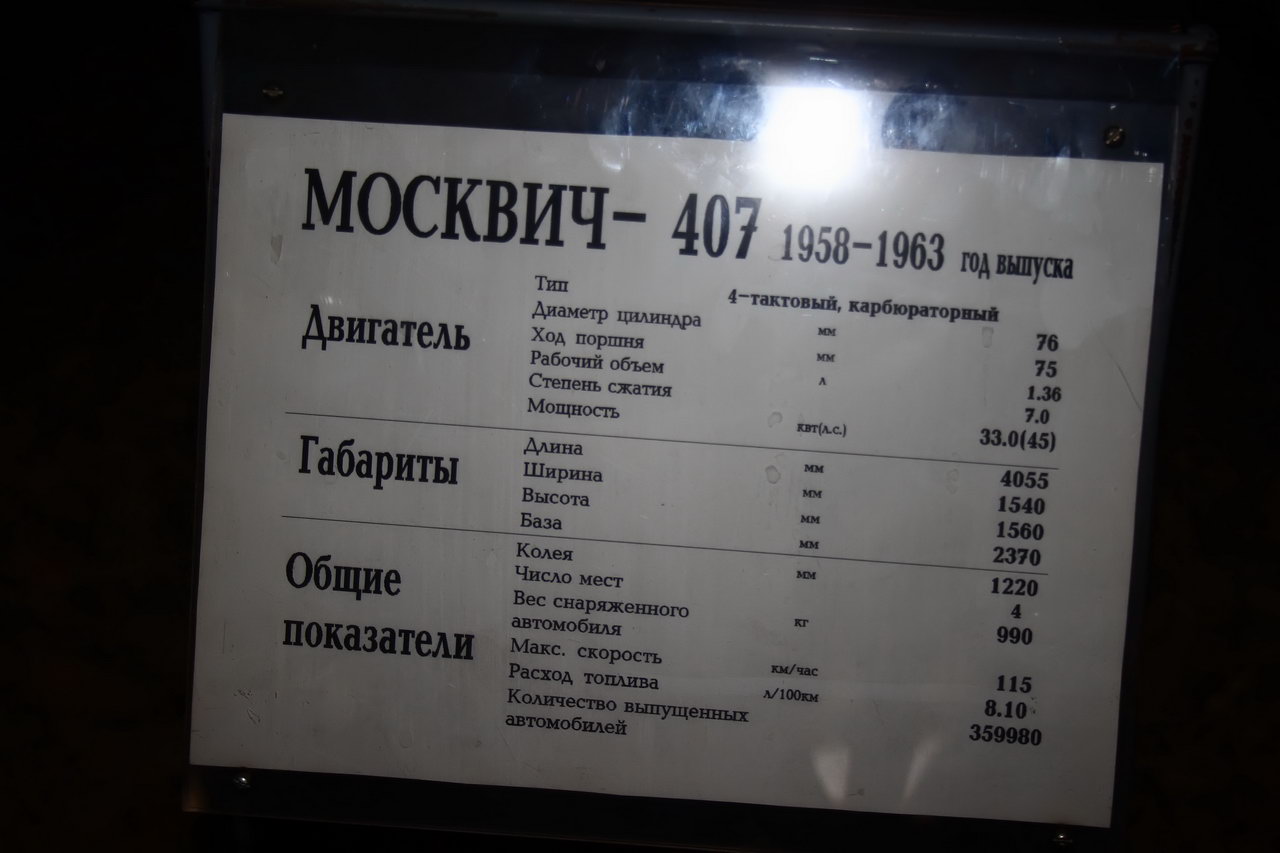 МОСКВИЧ- 407 1958-1963 год выпуска
Двигатель
Тип 4-тактовый, карбюраторный
Диаметр цилиндра мм 76
Ход поршня мм 75
Рабочий объем л 1.36
Степень сжатия 7.0
Мощность квт(л.с.) 33.0(45)
Габариты
Длина мм 4055
Ширина мм 1540
Высота мм 1560
База мм 2370
Общие показатели
Колея мм 1220
Число мест 4
Вес снаряженного
автомобиля кг 990
Макс. скорость км/час 115
Расход топлива л/100км 8.10
Количество выпущенных
автомобилей 359980